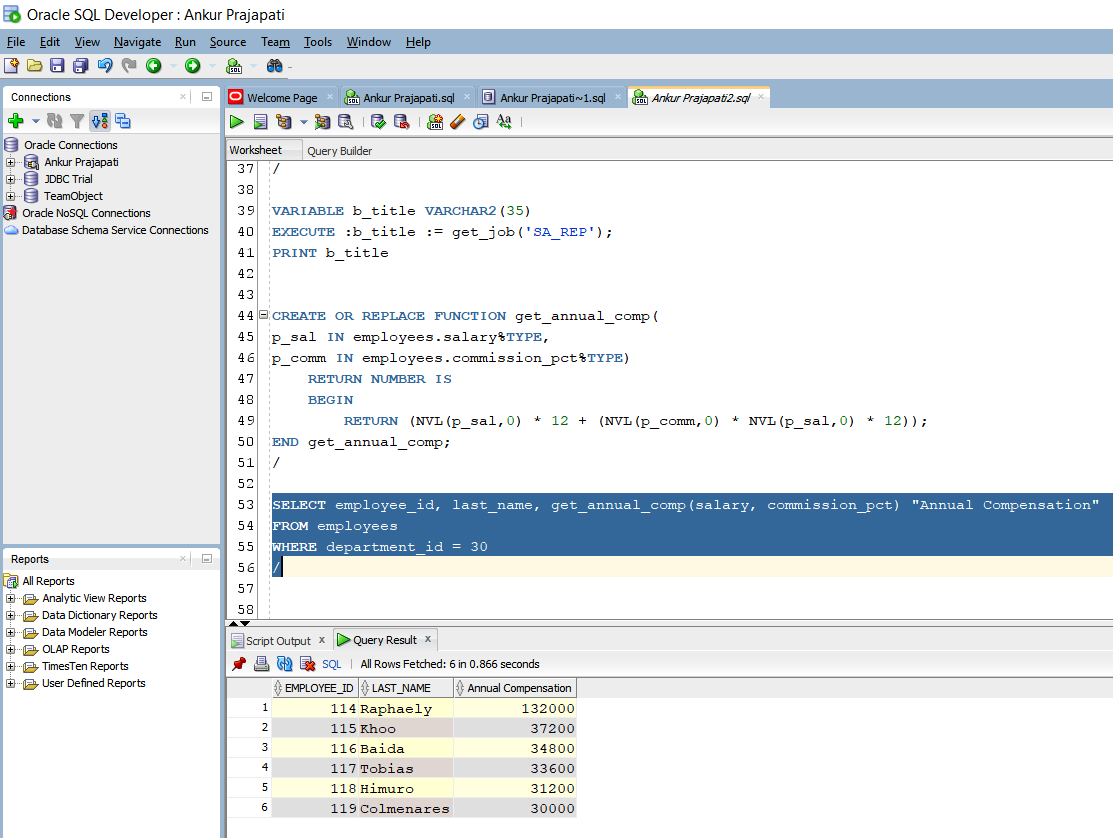 Oracle SQL Developer : Ankur Prajapati
File Edit View Navigate Run Source Team Tools Window Help
Connections
Oracle Connections
Ankur Prajapati
JDBC Trial
TeamObject
Oracle NoSQL Connections
Database Schema Service Connections
Reports
All Reports
Analytic View Reports
Data Dictionary Reports
Data Modeler Reports
OLAP Reports
TimesTen Reports
User Defined Reports
Welcome Page Ankur Prajapati.sql Ankur Prajapati~1.sql Ankur Prajapati2.sql
Worksheet Query Builder
37 /
38
39 VARIABLE b_title VARCHAR2(35)
40 EXECUTE :b_title := get_job('SA_REP');
41 PRINT b_title
42
43
44 CREATE OR REPLACE FUNCTION get_annual_comp(
45 p_sal IN employees.salary%TYPE,
46 p_comm IN employees.commission_pct%TYPE)
47 RETURN NUMBER IS
48 BEGIN
49 RETURN (NVL(p_sal,0) * 12 + (NVL(p_comm,0) * NVL(p_sal,0) * 12));
50 END get_annual_comp;
51 /
52
53 SELECT employee_id, last_name, get_annual_comp(salary, commission_pct) "Annual Compensation"
54 FROM employees
55 WHERE department_id = 30
56 /
57
58
Script Output Query Result
SQL All Rows Fetched: 6 in 0.866 seconds
EMPLOYEE_ID LAST_NAME Annual Compensation
1 114 Raphaely 132000
2 115 Khoo 37200
3 116 Baida 34800
4 117 Tobias 33600
5 118 Himuro 31200
6 119 Colmenares 30000